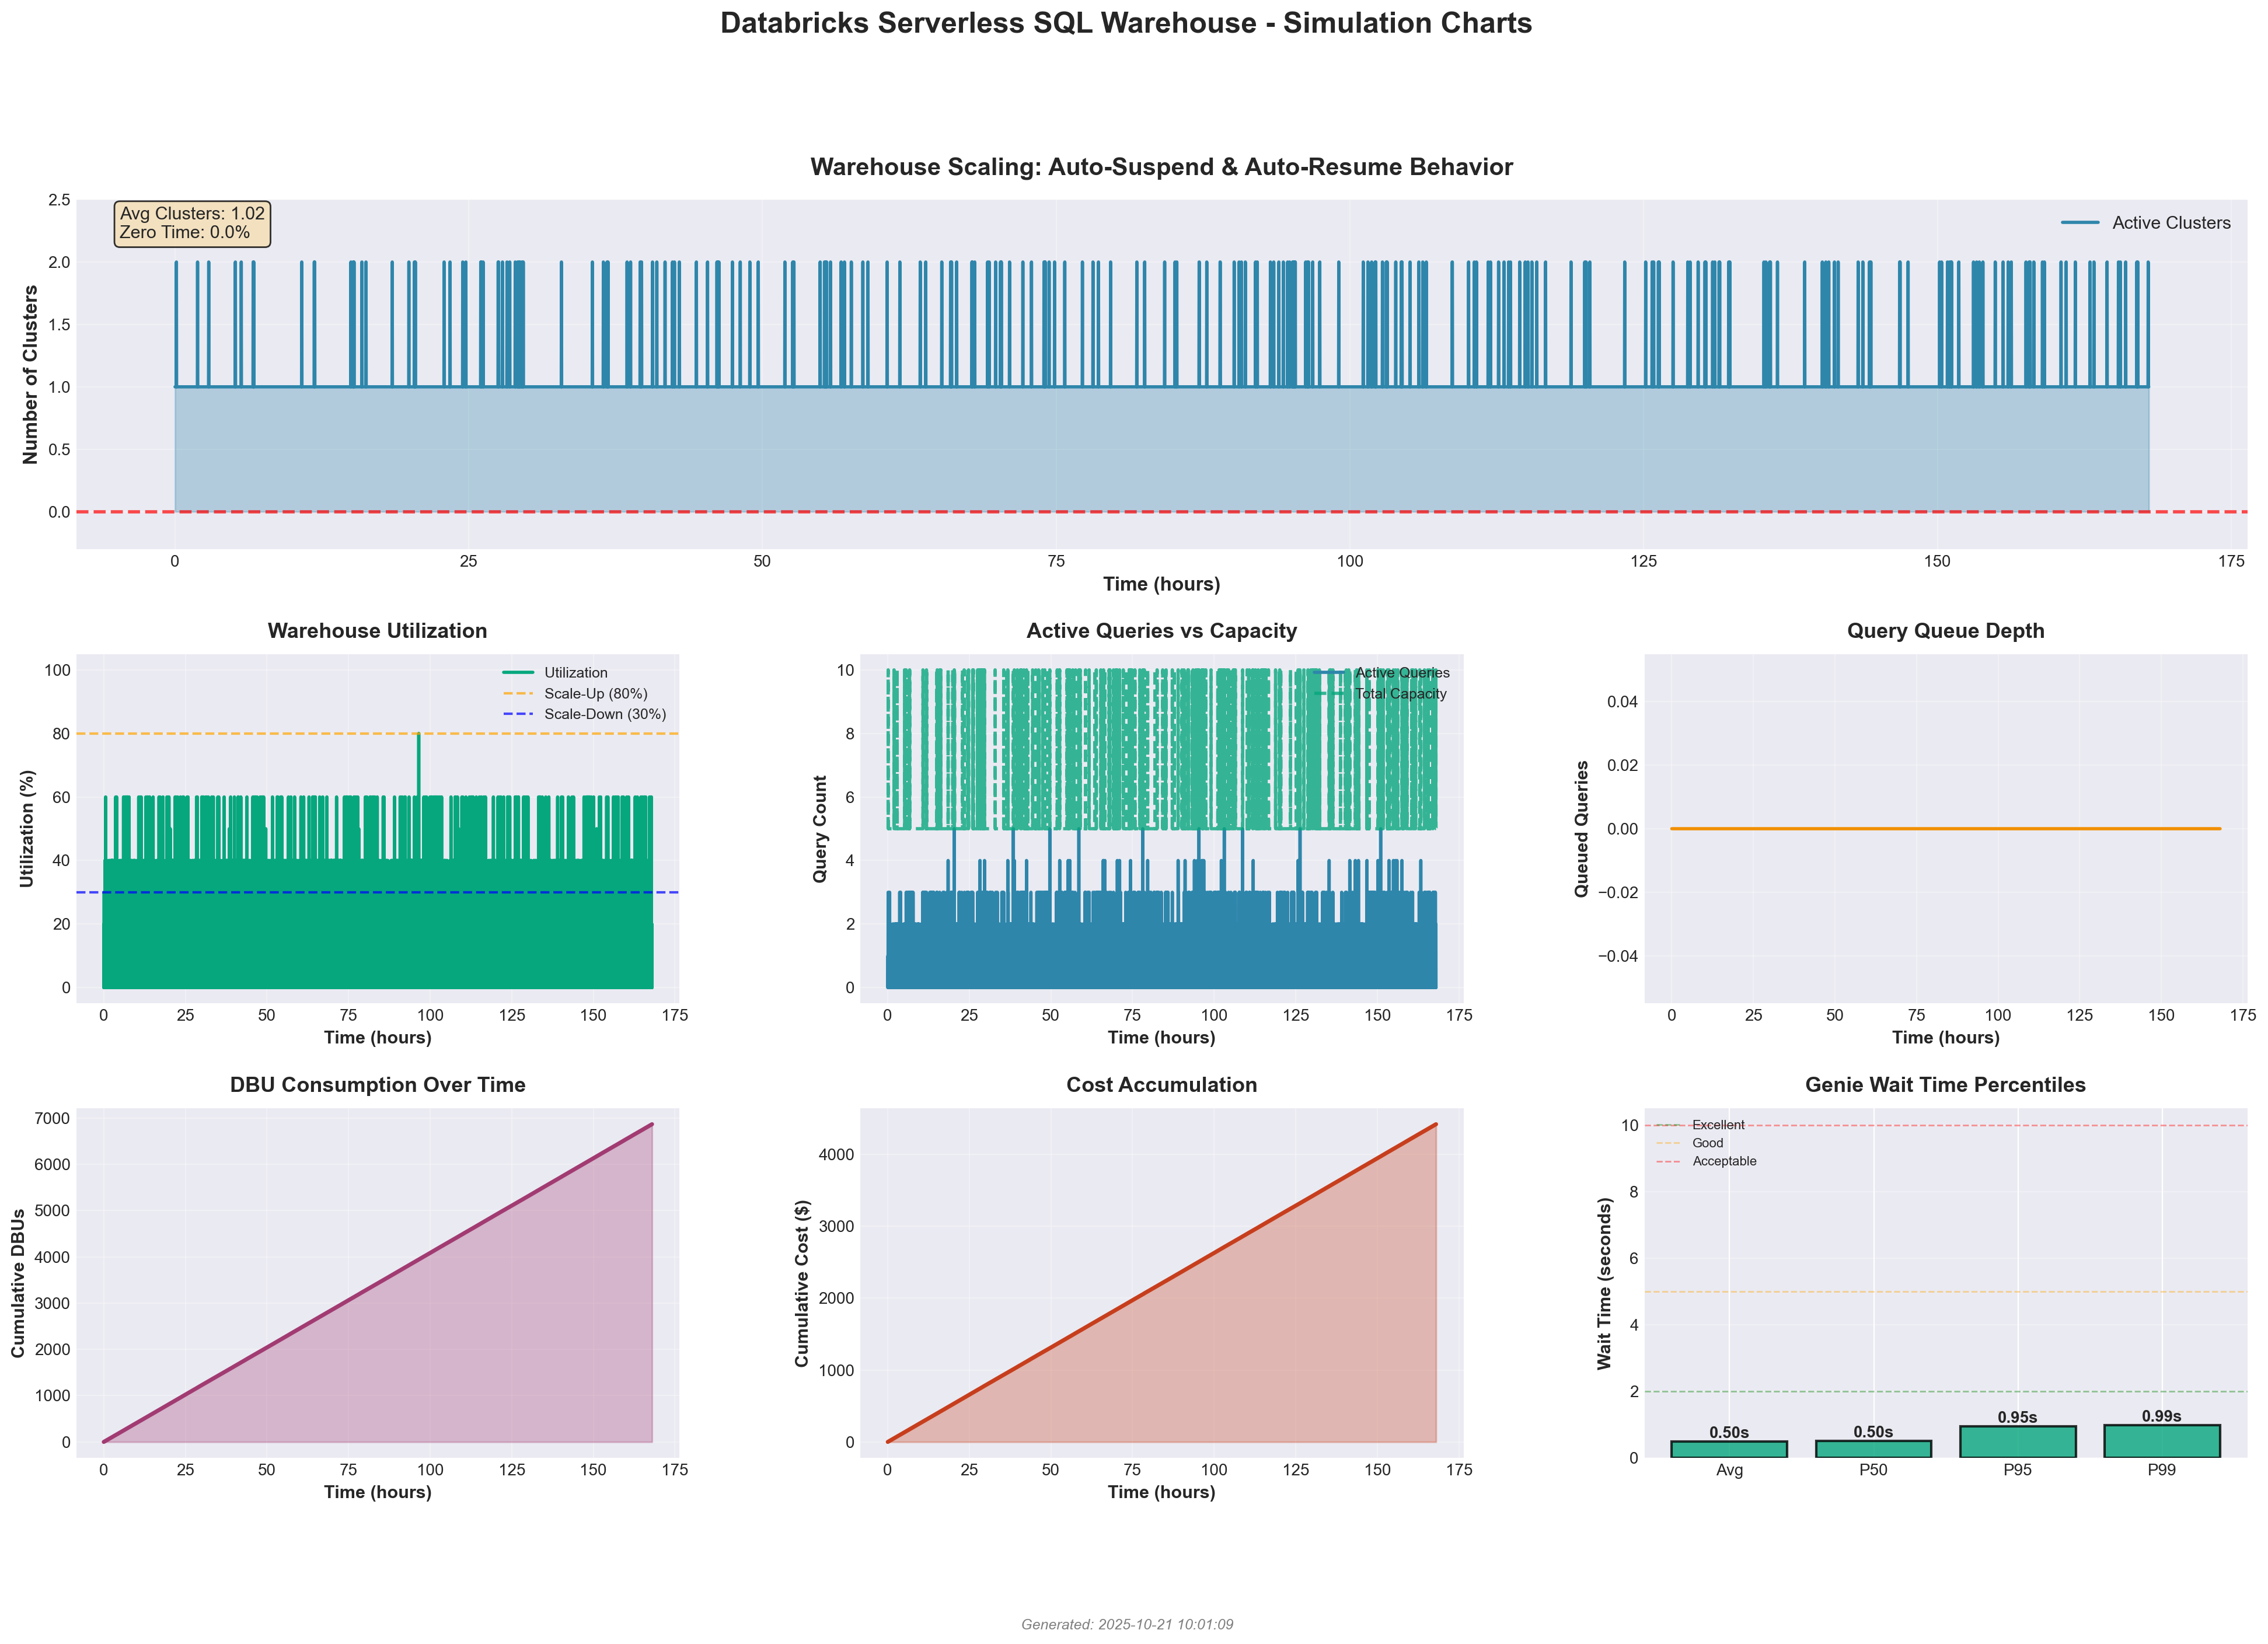 Databricks Serverless SQL Warehouse - Simulation Charts
Warehouse Scaling: Auto-Suspend & Auto-Resume Behavior
Avg Clusters: 1.02
Zero Time: 0.0%
Active Clusters
Number of Clusters
2.5
2.0
1.5
1.0
0.5
0.0
0 25 50 75 100 125 150 175
Time (hours)
Warehouse Utilization
Utilization
Scale-Up (80%)
Scale-Down (30%)
Utilization (%)
100
80
60
40
20
0
0 25 50 75 100 125 150 175
Time (hours)
Active Queries vs Capacity
Active Queries
Total Capacity
Query Count
10
8
6
4
2
0
0 25 50 75 100 125 150 175
Time (hours)
Query Queue Depth
Queued Queries
0.04
0.02
0.00
−0.02
−0.04
0 25 50 75 100 125 150 175
Time (hours)
DBU Consumption Over Time
Cumulative DBUs
7000
6000
5000
4000
3000
2000
1000
0
0 25 50 75 100 125 150 175
Time (hours)
Cost Accumulation
Cumulative Cost ($)
4000
3000
2000
1000
0
0 25 50 75 100 125 150 175
Time (hours)
Genie Wait Time Percentiles
Excellent
Good
Acceptable
Wait Time (seconds)
10
8
6
4
2
0
0.50s 0.50s 0.95s 0.99s
Avg P50 P95 P99
Generated: 2025-10-21 10:01:09